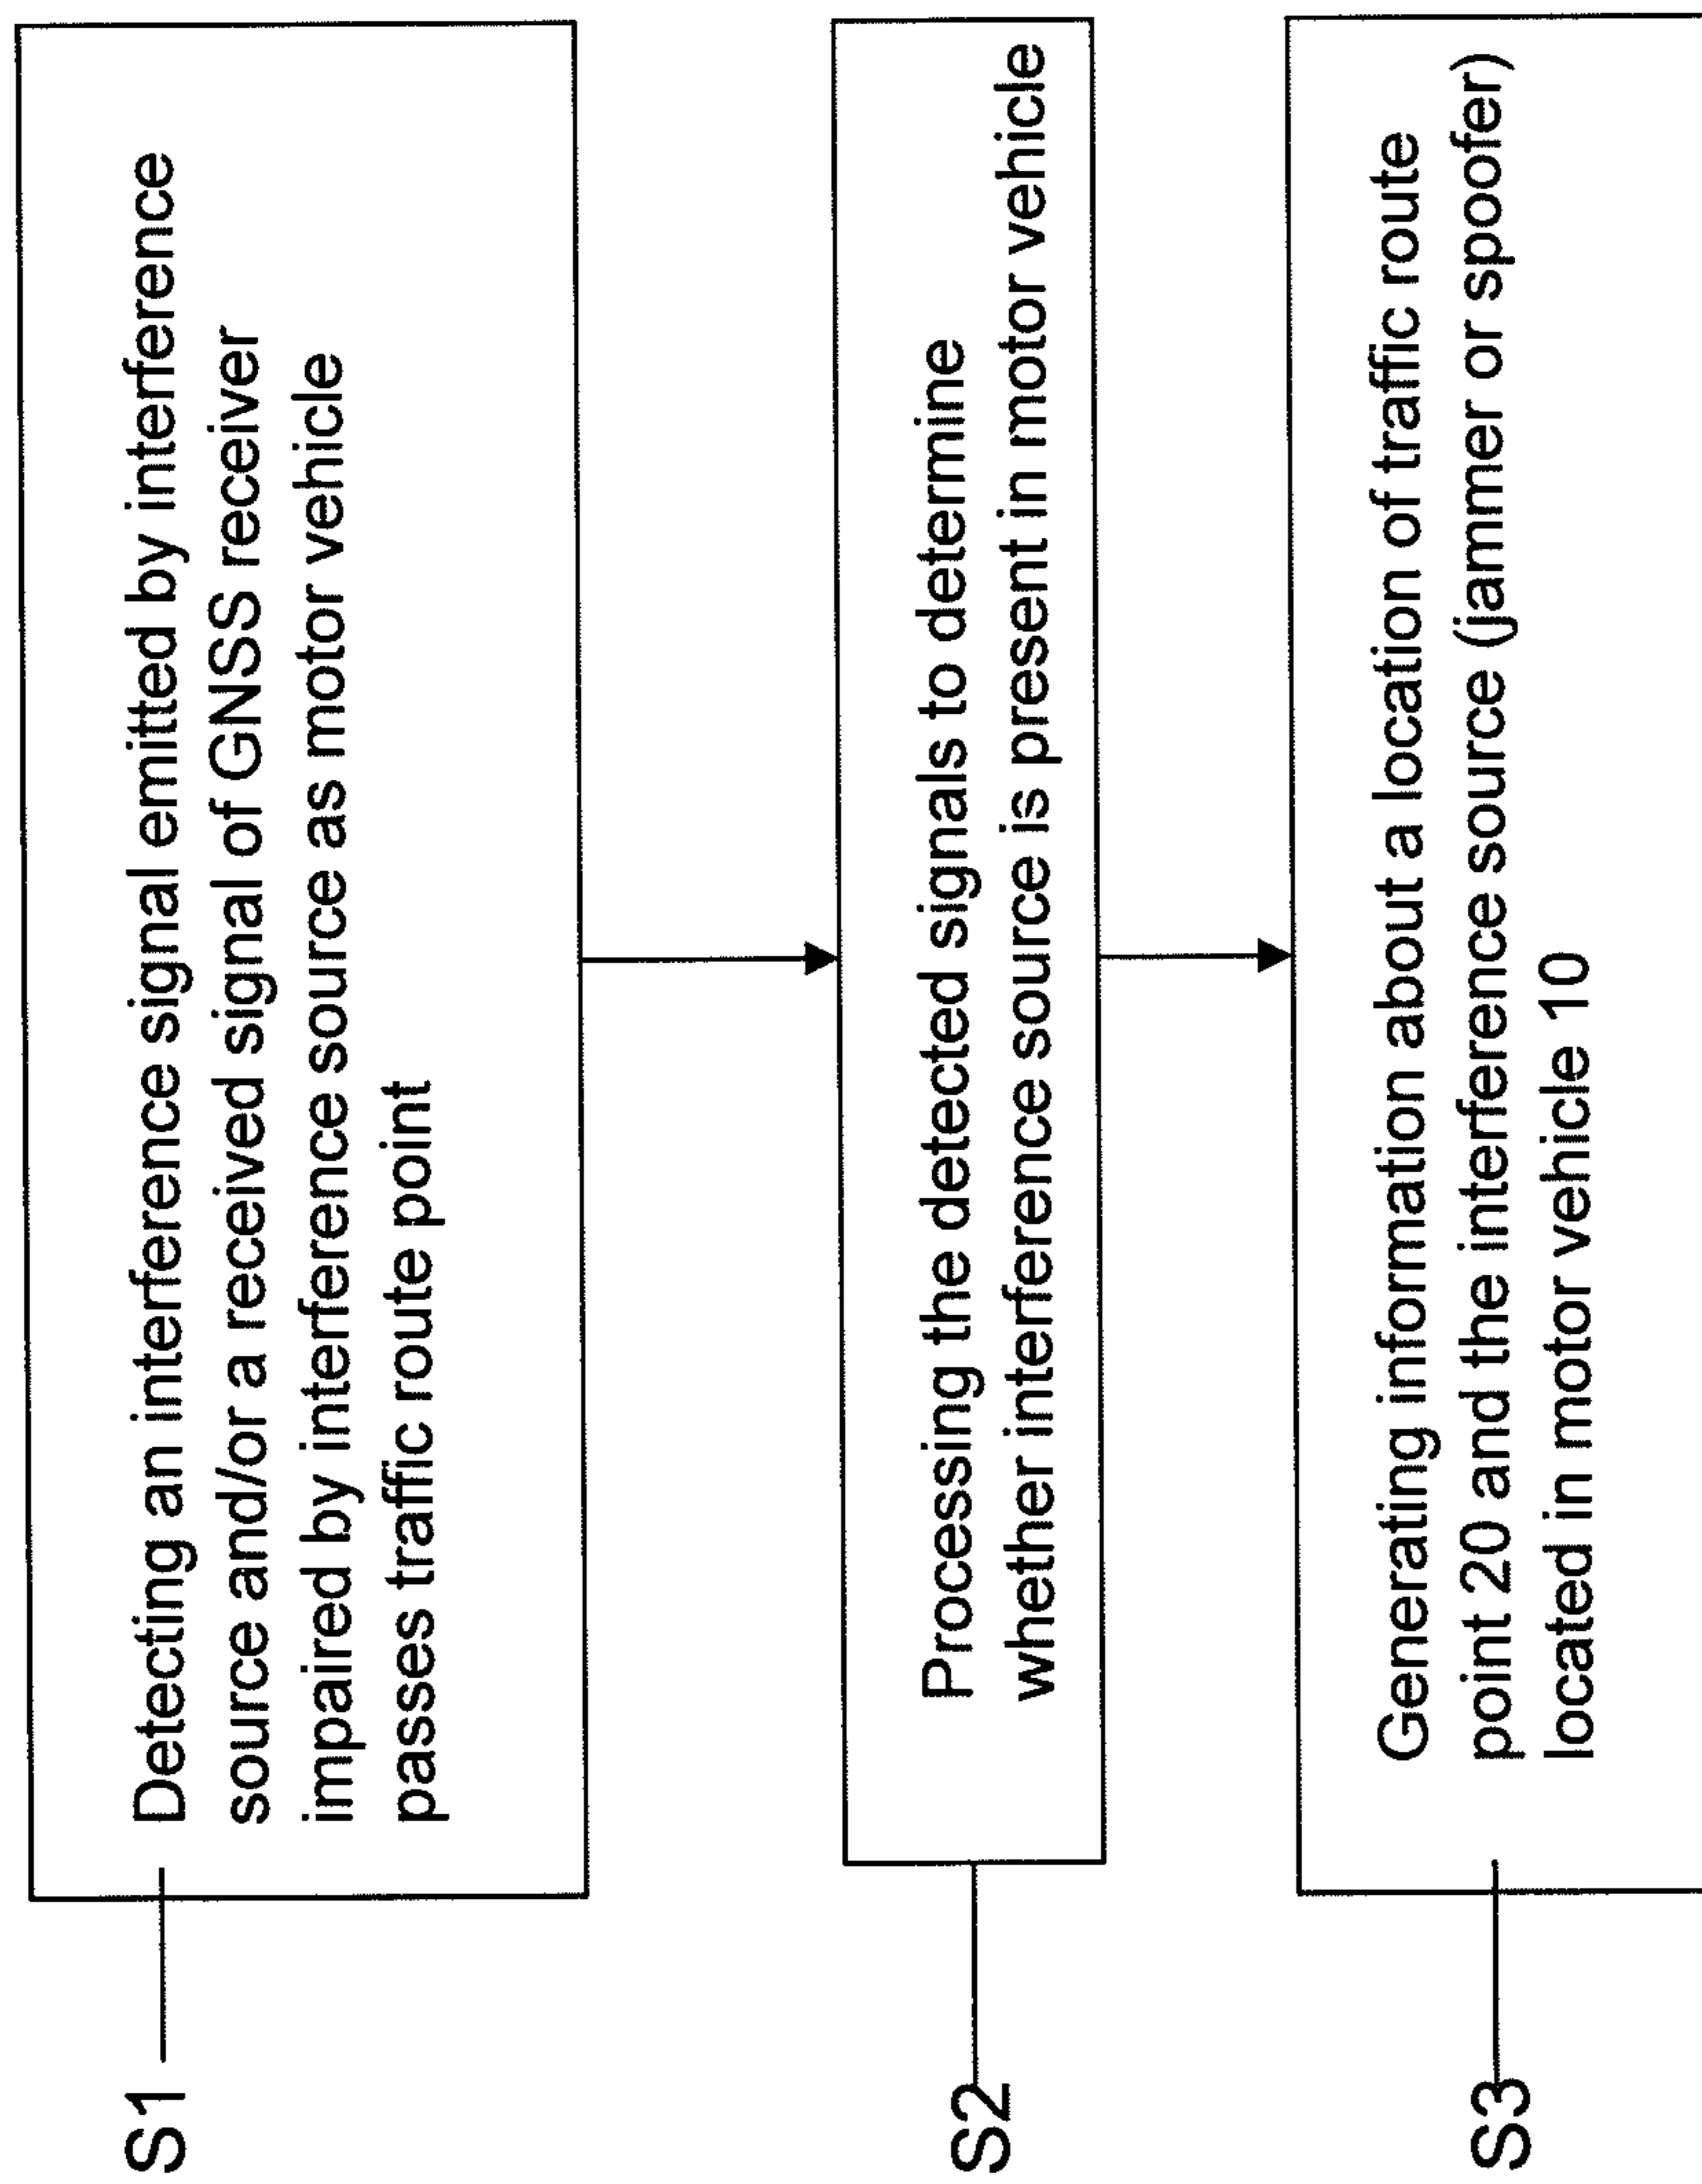 S1
Detecting an interference signal emitted by interference
source and/or a received signal of GNSS receiver
impaired by interference source as motor vehicle
passes traffic route point
S2
Processing the detected signals to determine
whether interference source is present in motor vehicle
S3
Generating information about a location of traffic route
point 20 and the interference source (jammer or spoofer)
located in motor vehicle 10